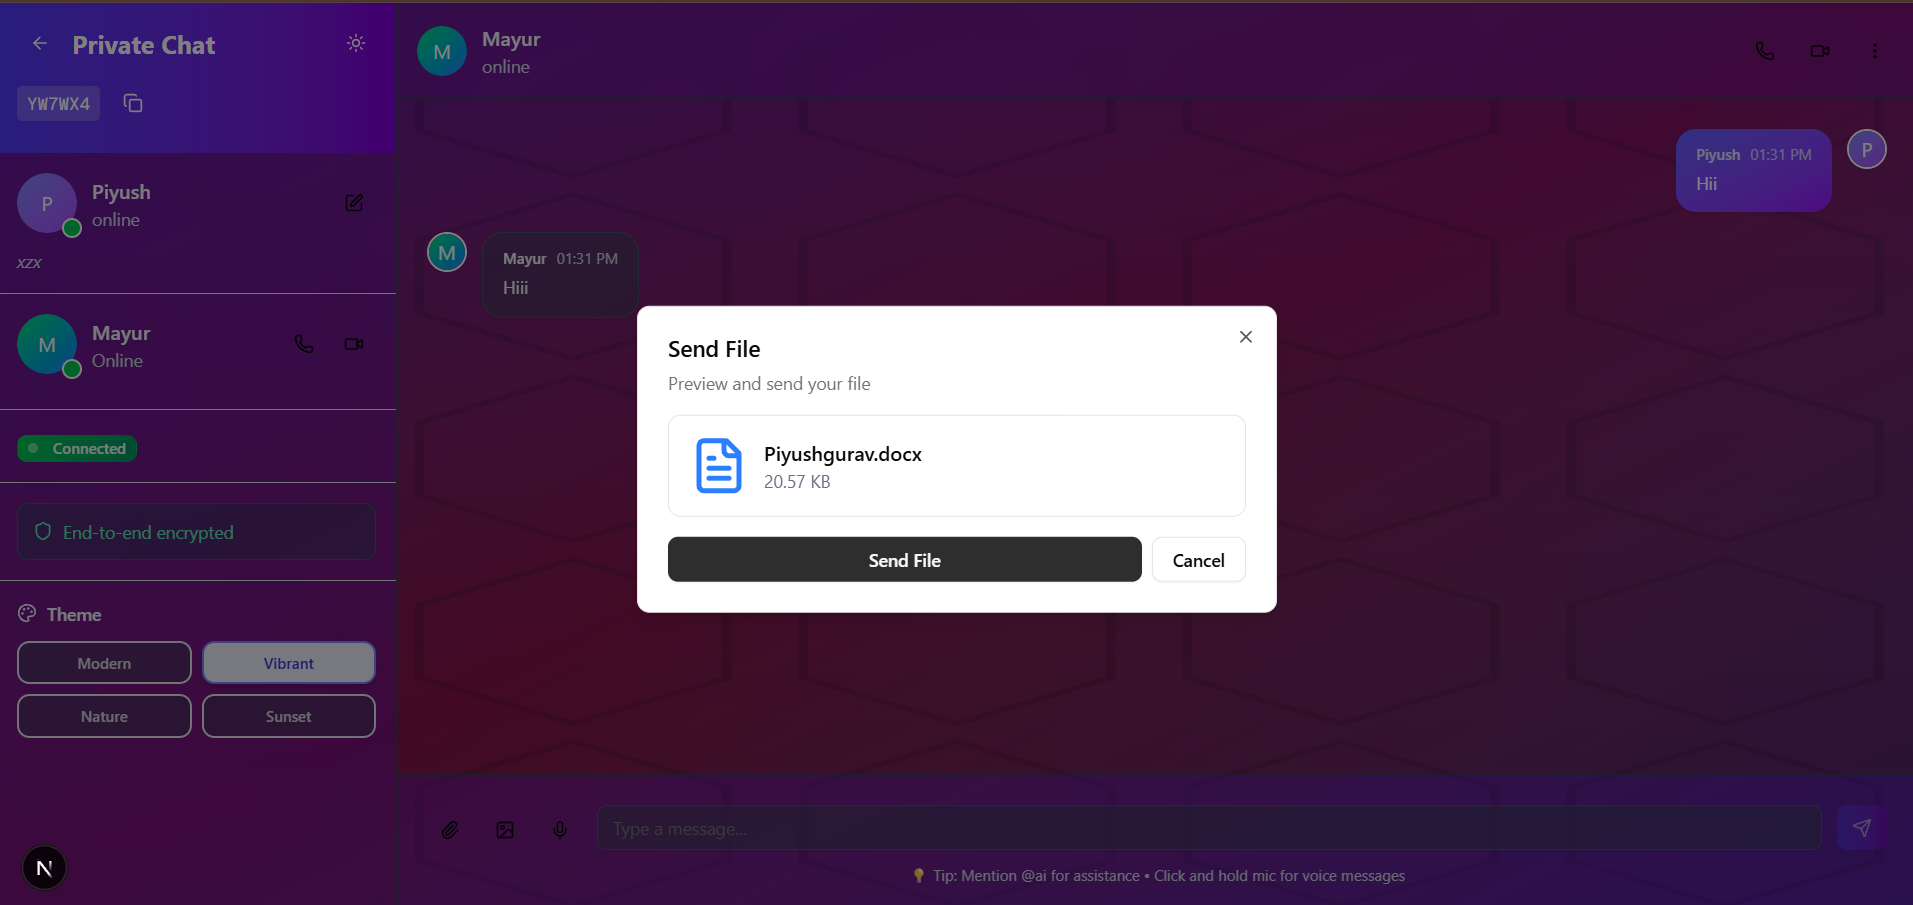 Private Chat
YW7WX4
P
Piyush
online
xzx
M
Mayur
Online
Connected
End-to-end encrypted
Theme
Modern
Vibrant
Nature
Sunset
N
M
Mayur
online
Piyush 01:31 PM
Hii
P
M
Mayur 01:31 PM
Hiii
Send File
Preview and send your file
Piyushgurav.docx
20.57 KB
Send File
Cancel
Type a message...
Tip: Mention @ai for assistance • Click and hold mic for voice messages